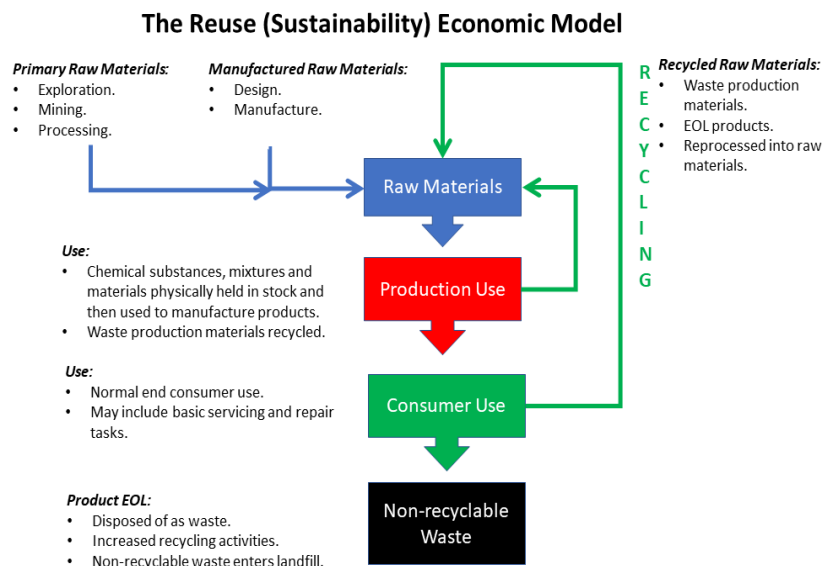 The Reuse (Sustainability) Economic Model
Primary Raw Materials:
• Exploration.
• Mining.
• Processing.
Manufactured Raw Materials:
• Design.
• Manufacture.
RECYCLING
Recycled Raw Materials:
• Waste production
materials.
• EOL products.
• Reprocessed into raw
materials.
Raw Materials
Use:
• Chemical substances, mixtures and
materials physically held in stock and
then used to manufacture products.
• Waste production materials recycled.
Production Use
Use:
• Normal end consumer use.
• May include basic servicing and repair
tasks.
Consumer Use
Product EOL:
• Disposed of as waste.
• Increased recycling activities.
• Non-recyclable waste enters landfill.
Non-recyclable
Waste